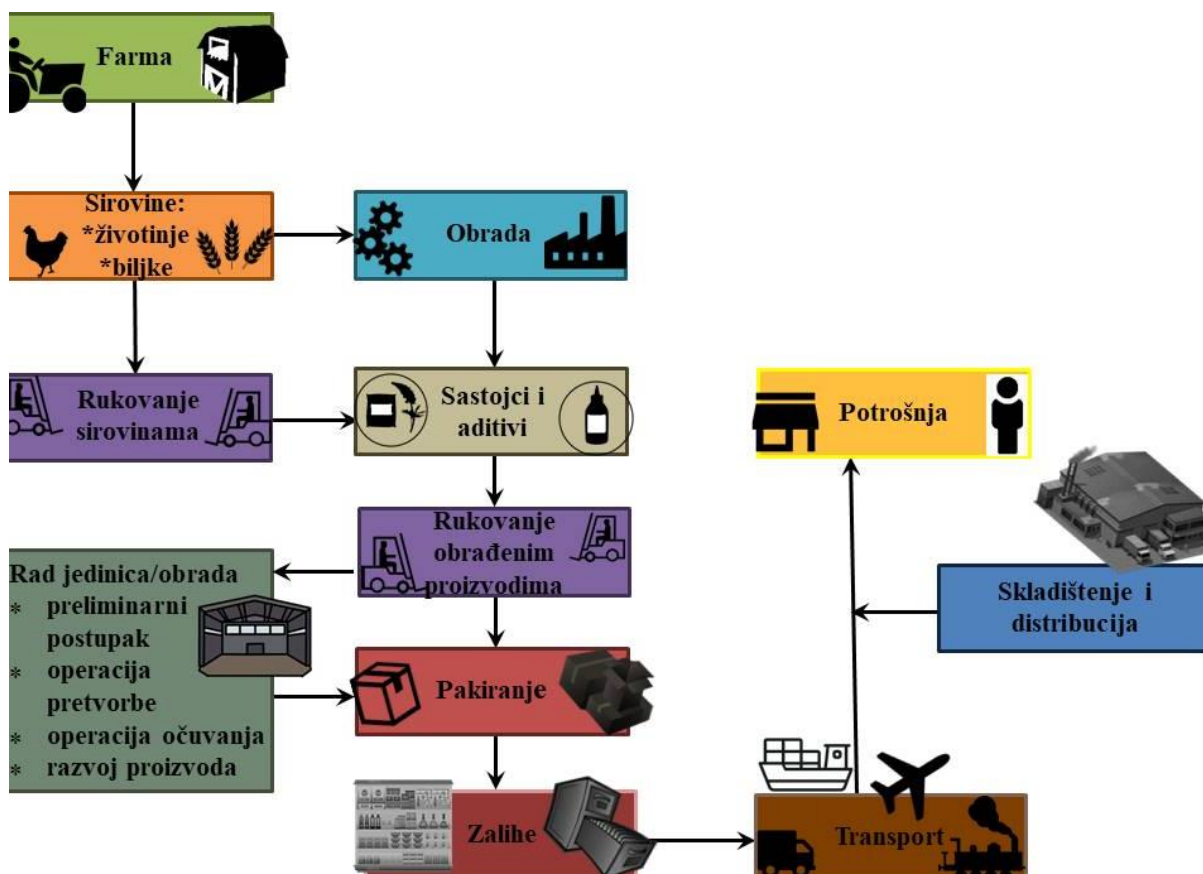 Farma
Sirovine:
*životinje
*biljke
Obrada
Rukovanje
sirovinama
Sastojci i
aditivi
Potrošnja
Rukovanje
obrađenim
proizvodima
Rad jedinica/obrada
* preliminarni
postupak
* operacija
pretvorbe
* operacija očuvanja
* razvoj proizvoda
Skladištenje i
distribucija
Pakiranje
Zalihe
Transport